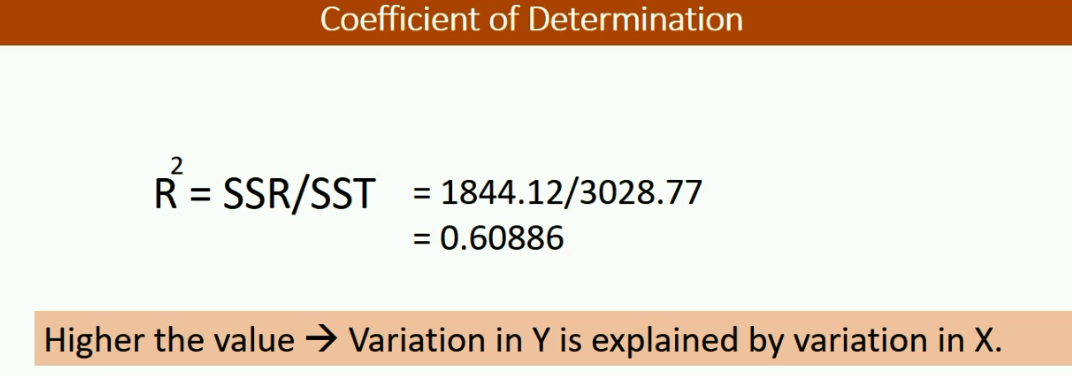 Coefficient of Determination
R² = SSR/SST = 1844.12/3028.77
= 0.60886
Higher the value → Variation in Y is explained by variation in X.